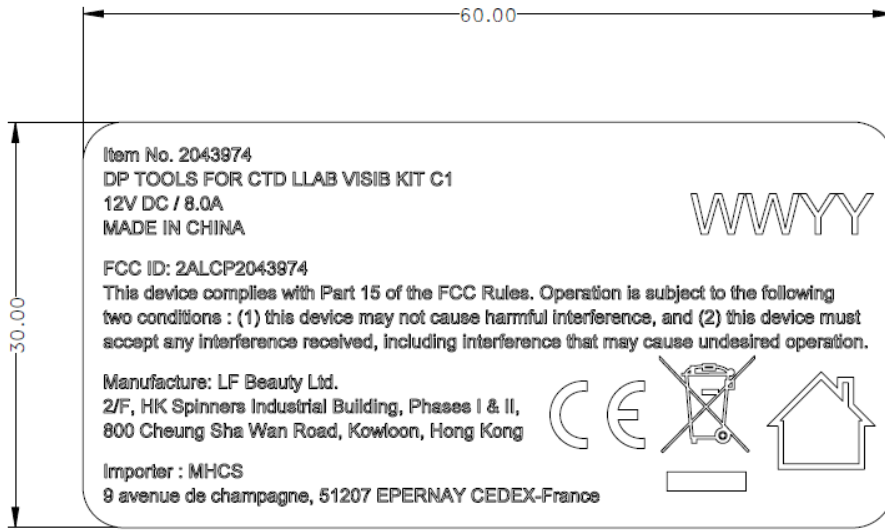 60.00
30.00
Item No. 2043974
DP TOOLS FOR CTD LLAB VISIB KIT C1
12V DC / 8.0A
MADE IN CHINA
WWYY
FCC ID: 2ALCP2043974
This device complies with Part 15 of the FCC Rules. Operation is subject to the following
two conditions : (1) this device may not cause harmful interference, and (2) this device must
accept any interference received, including interference that may cause undesired operation.
Manufacture: LF Beauty Ltd.
2/F, HK Spinners Industrial Building, Phases I & II,
800 Cheung Sha Wan Road, Kowloon, Hong Kong
CE
Importer : MHCS
9 avenue de champagne, 51207 EPERNAY CEDEX-France